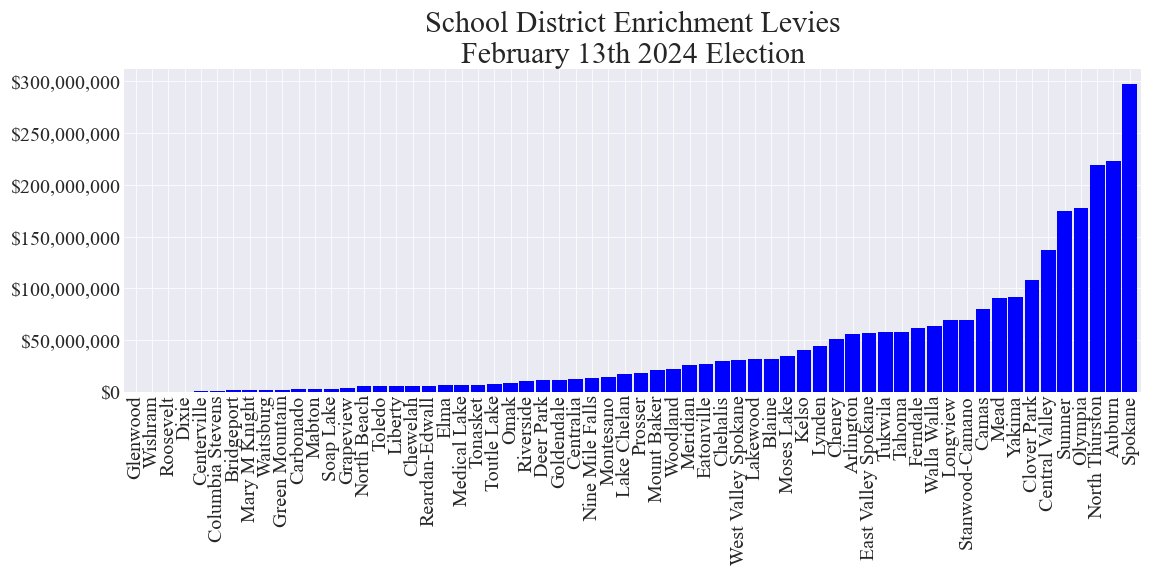 School District Enrichment Levies
February 13th 2024 Election
$300,000,000
$250,000,000
$200,000,000
$150,000,000
$100,000,000
$50,000,000
$0
Glenwood
Wishram
Roosevelt
Dixie
Centerville
Columbia Stevens
Bridgeport
Mary M Knight
Waitsburg
Green Mountain
Carbonado
Mabton
Soap Lake
Grapeview
North Beach
Toledo
Liberty
Chewelah
Reardan-Edwall
Elma
Medical Lake
Tonasket
Toutle Lake
Omak
Riverside
Deer Park
Goldendale
Centralia
Nine Mile Falls
Montesano
Lake Chelan
Prosser
Mount Baker
Woodland
Meridian
Eatonville
Chehalis
West Valley Spokane
Lakewood
Blaine
Moses Lake
Kelso
Lynden
Cheney
Arlington
East Valley Spokane
Tukwila
Tahoma
Ferndale
Walla Walla
Longview
Stanwood-Camano
Camas
Mead
Yakima
Clover Park
Central Valley
Sumner
Olympia
North Thurston
Auburn
Spokane